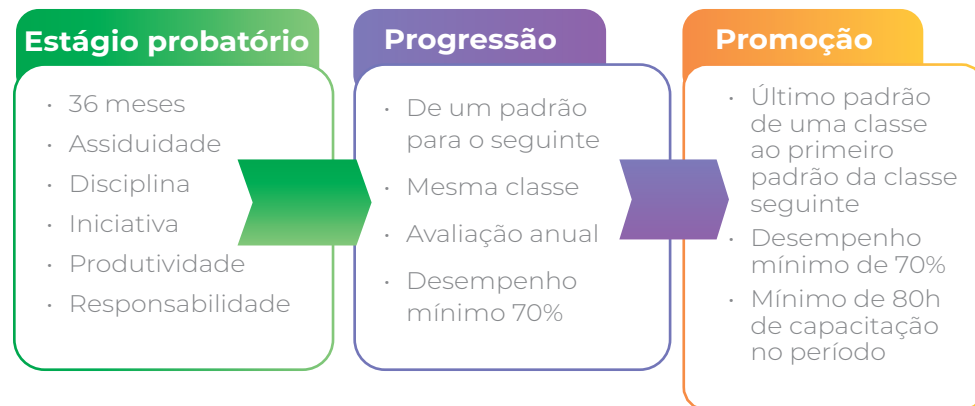 Estágio probatório
· 36 meses
· Assiduidade
· Disciplina
· Iniciativa
· Produtividade
· Responsabilidade
Progressão
· De um padrão
para o seguinte
· Mesma classe
· Avaliação anual
· Desempenho
mínimo 70%
Promoção
· Último padrão
de uma classe
ao primeiro
padrão da classe
seguinte
· Desempenho
mínimo de 70%
· Mínimo de 80h
de capacitação
no período